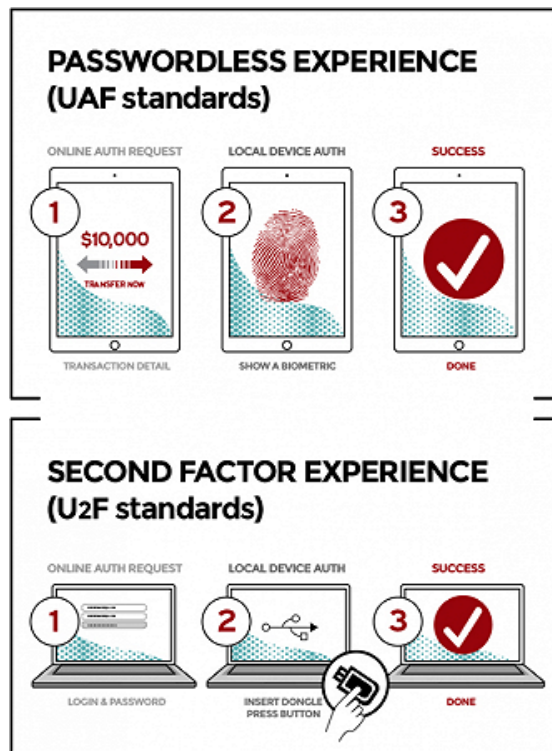 PASSWORDLESS EXPERIENCE
(UAF standards)
ONLINE AUTH REQUEST
LOCAL DEVICE AUTH
SUCCESS
1
2
3
$10,000
TRANSFER NOW
TRANSACTION DETAIL
SHOW A BIOMETRIC
DONE
SECOND FACTOR EXPERIENCE
(U2F standards)
ONLINE AUTH REQUEST
LOCAL DEVICE AUTH
SUCCESS
1
2
3
LOGIN & PASSWORD
INSERT DONGLE
PRESS BUTTON
DONE